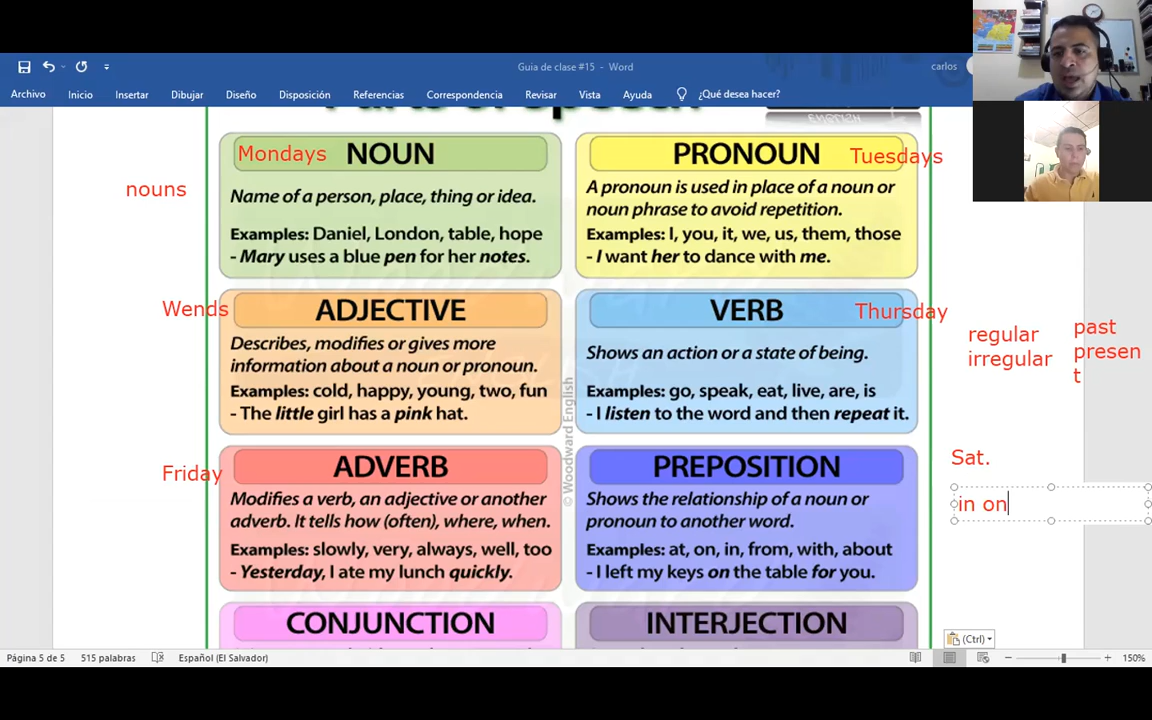 Guia de clase #15 - Word
carlos
Archivo Inicio Insertar Dibujar Diseño Disposición Referencias Correspondencia Revisar Vista Ayuda ¿Qué desea hacer?
ENGLISH
Mondays NOUN
nouns
Name of a person, place, thing or idea.
Examples: Daniel, London, table, hope
- Mary uses a blue pen for her notes.
PRONOUN Tuesdays
A pronoun is used in place of a noun or
noun phrase to avoid repetition.
Examples: I, you, it, we, us, them, those
- I want her to dance with me.
Wends ADJECTIVE
Describes, modifies or gives more
information about a noun or pronoun.
Examples: cold, happy, young, two, fun
- The little girl has a pink hat.
VERB Thursday
Shows an action or a state of being.
Examples: go, speak, eat, live, are, is
- I listen to the word and then repeat it.
regular
irregular
past
presen
t
Friday ADVERB
Modifies a verb, an adjective or another
adverb. It tells how (often), where, when.
Examples: slowly, very, always, well, too
- Yesterday, I ate my lunch quickly.
PREPOSITION
Shows the relationship of a noun or
pronoun to another word.
Examples: at, on, in, from, with, about
- I left my keys on the table for you.
Sat.
in on
© Woodward English
CONJUNCTION
INTERJECTION
(Ctrl)
Página 5 de 5 515 palabras Español (El Salvador) 150%